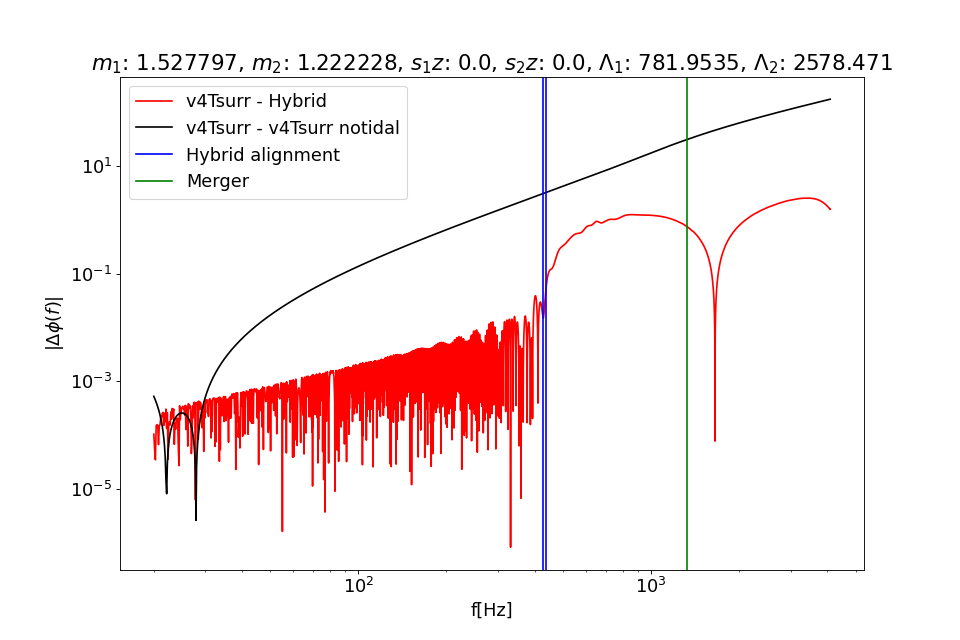 m₁: 1.527797, m₂: 1.222228, s₁z: 0.0, s₂z: 0.0, Λ₁: 781.9535, Λ₂: 2578.471
v4Tsurr - Hybrid
v4Tsurr - v4Tsurr notidal
Hybrid alignment
Merger
|Δϕ(f)|
10¹
10⁻¹
10⁻³
10⁻⁵
10² 10³
f[Hz]